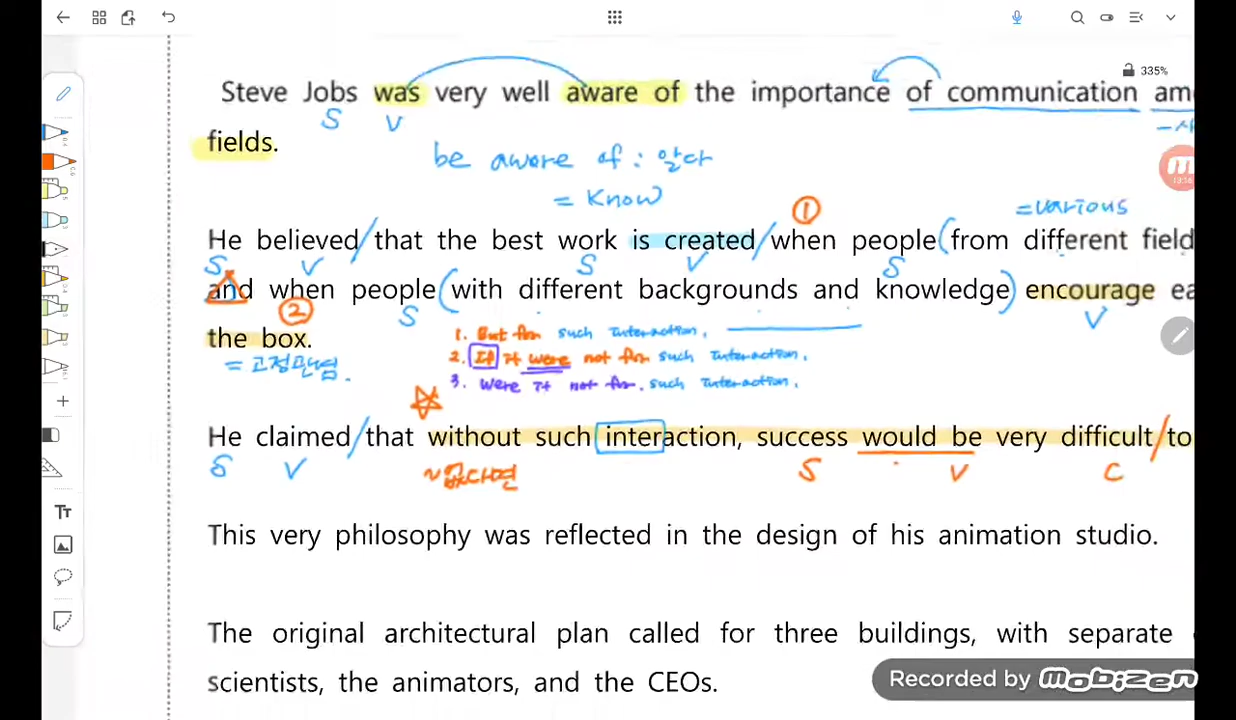 335%
Steve Jobs was very well aware of the importance of communication am
S V
fields.
be aware of : 알다
= know
①
=various
He believed/that the best work is created/when people(from different field
S V S V S
and when people(with different backgrounds and knowledge) encourage ea
② S V
the box.
= 고정관념.
1. But for such interaction,
2. If it were not for such interaction,
3. Were it not for such interaction,
He claimed/that without such interaction, success would be very difficult/to
S V ~없다면 S V C
This very philosophy was reflected in the design of his animation studio.
The original architectural plan called for three buildings, with separate
scientists, the animators, and the CEOs.
Tт
Recorded by mobizen